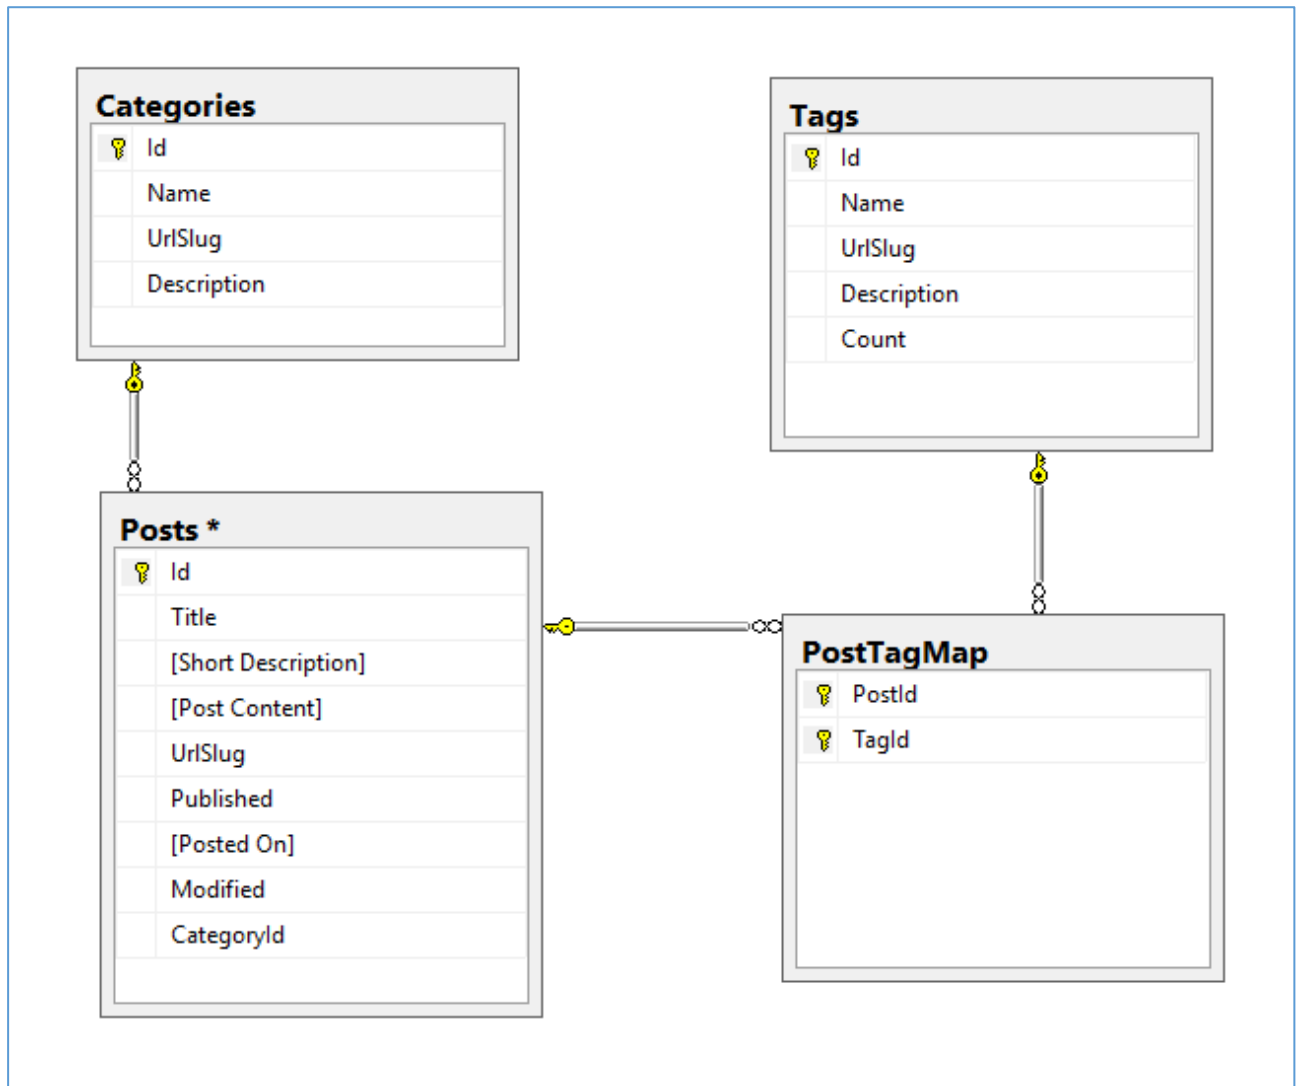 Categories
Id
Name
UrlSlug
Description
Tags
Id
Name
UrlSlug
Description
Count
Posts *
Id
Title
[Short Description]
[Post Content]
UrlSlug
Published
[Posted On]
Modified
CategoryId
PostTagMap
PostId
TagId